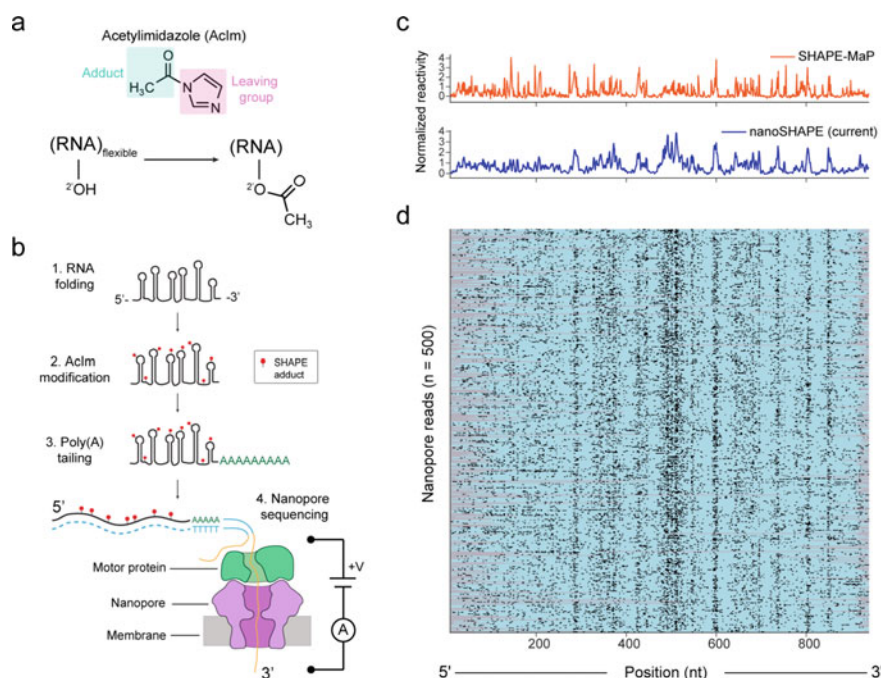 a
Acetylimidazole (AcIm)
Adduct
O
H₃C
N
N
Leaving
group
(RNA)flexible
2'OH
(RNA)
2'O
O
CH₃
b
1. RNA
folding
5'-
-3'
2. AcIm
modification
SHAPE
adduct
3. Poly(A)
tailing
AAAAAAAAA
5'
AAAAA
TTTTT
4. Nanopore
sequencing
Motor protein
Nanopore
Membrane
+V
A
3'
c
Normalized reactivity
4
3
2
1
0
SHAPE-MaP
4
3
2
1
0
nanoSHAPE (current)
d
Nanopore reads (n = 500)
200
400
600
800
5'
Position (nt)
3'